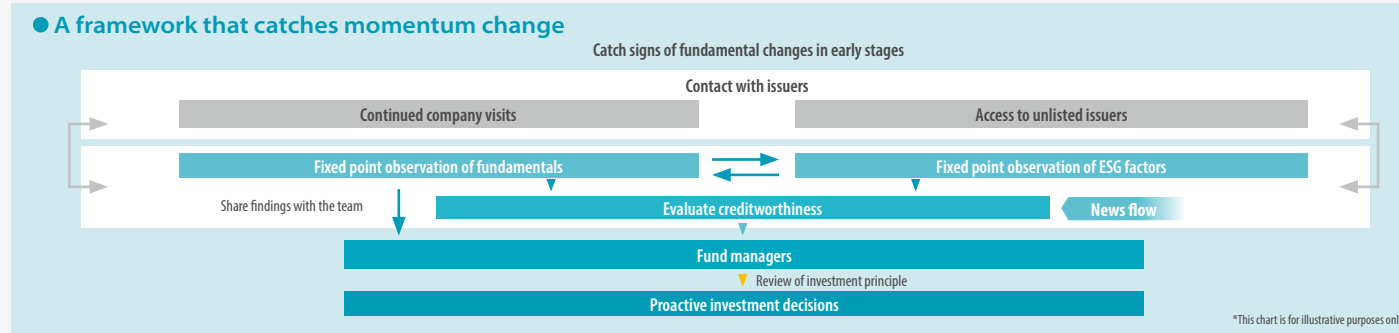 ● A framework that catches momentum change
Catch signs of fundamental changes in early stages
Contact with issuers
Continued company visits
Access to unlisted issuers
Fixed point observation of fundamentals
Fixed point observation of ESG factors
Share findings with the team
Evaluate creditworthiness
News flow
Fund managers
Review of investment principle
Proactive investment decisions
*This chart is for illustrative purposes onl